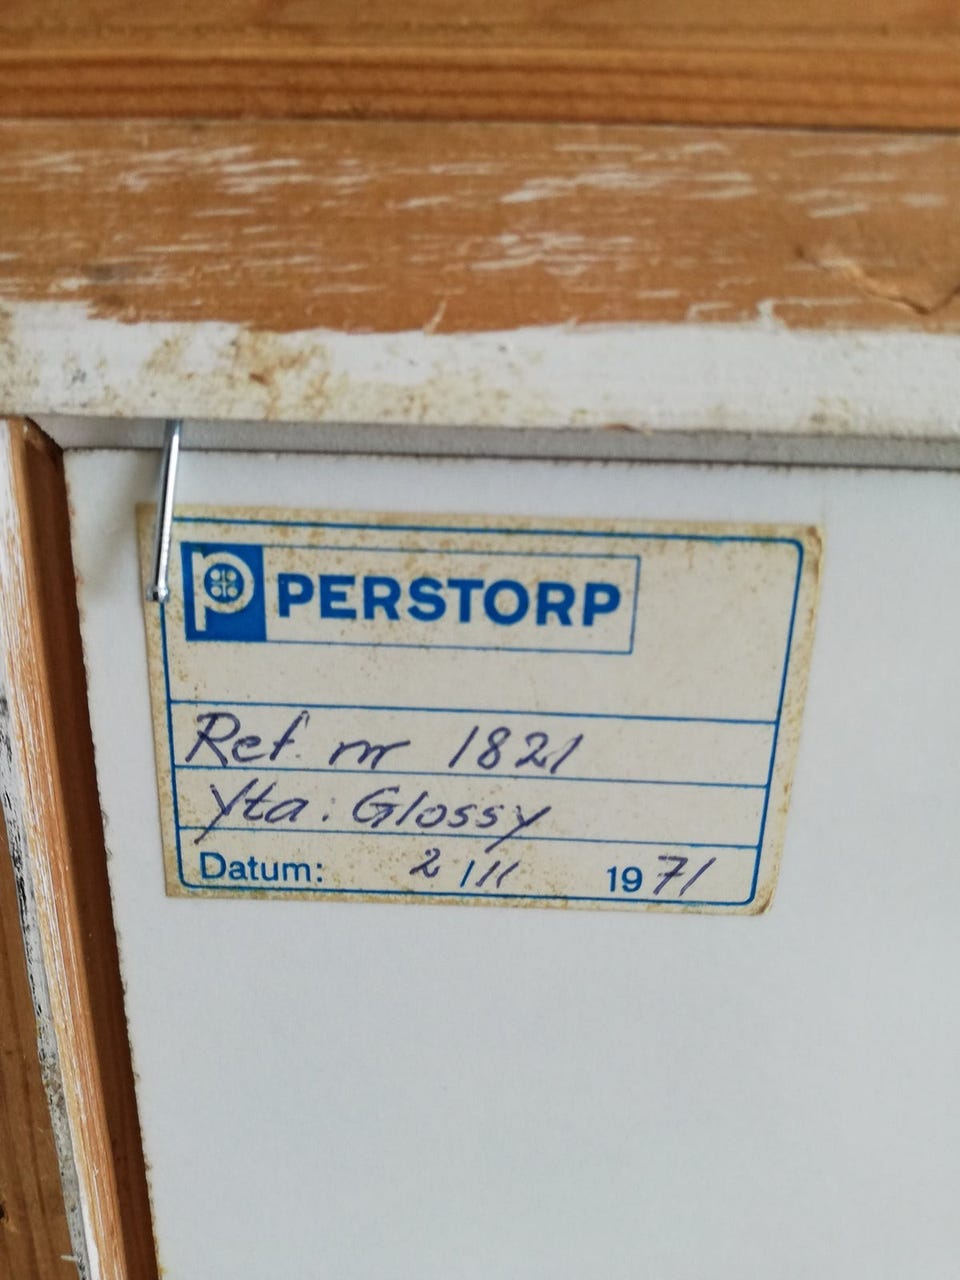 PERSTORP
Ref. nr 1821
Yta: Glossy
Datum: 2/11 1971